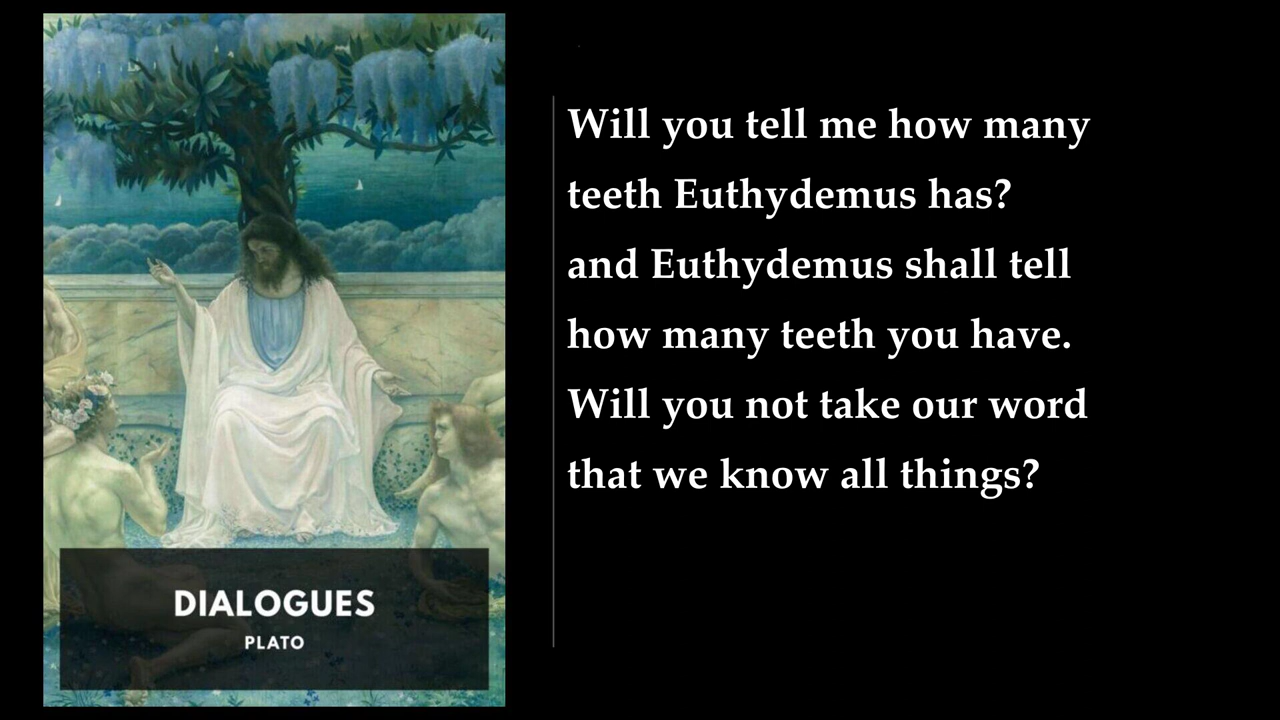 DIALOGUES
PLATO
Will you tell me how many
teeth Euthydemus has?
and Euthydemus shall tell
how many teeth you have.
Will you not take our word
that we know all things?